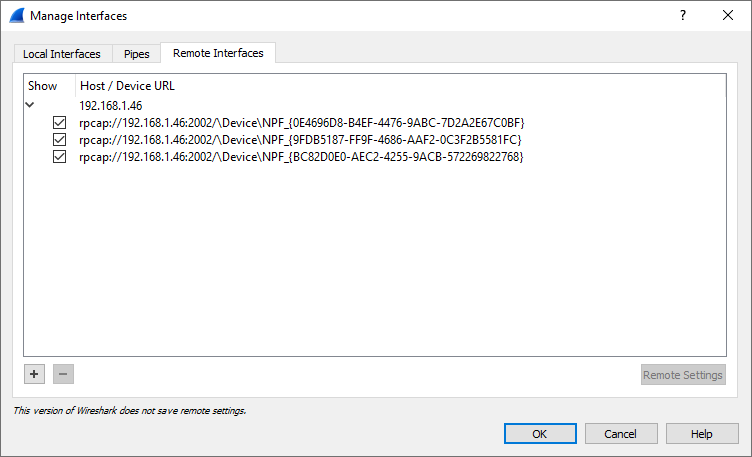 Manage Interfaces
Local Interfaces Pipes Remote Interfaces
Show Host / Device URL
192.168.1.46
rpcap://192.168.1.46:2002/\Device\NPF_{0E4696D8-B4EF-4476-9ABC-7D2A2E67C0BF}
rpcap://192.168.1.46:2002/\Device\NPF_{9FDB5187-FF9F-4686-AAF2-0C3F2B5581FC}
rpcap://192.168.1.46:2002/\Device\NPF_{BC82D0E0-AEC2-4255-9ACB-572269822768}
Remote Settings
This version of Wireshark does not save remote settings.
OK Cancel Help